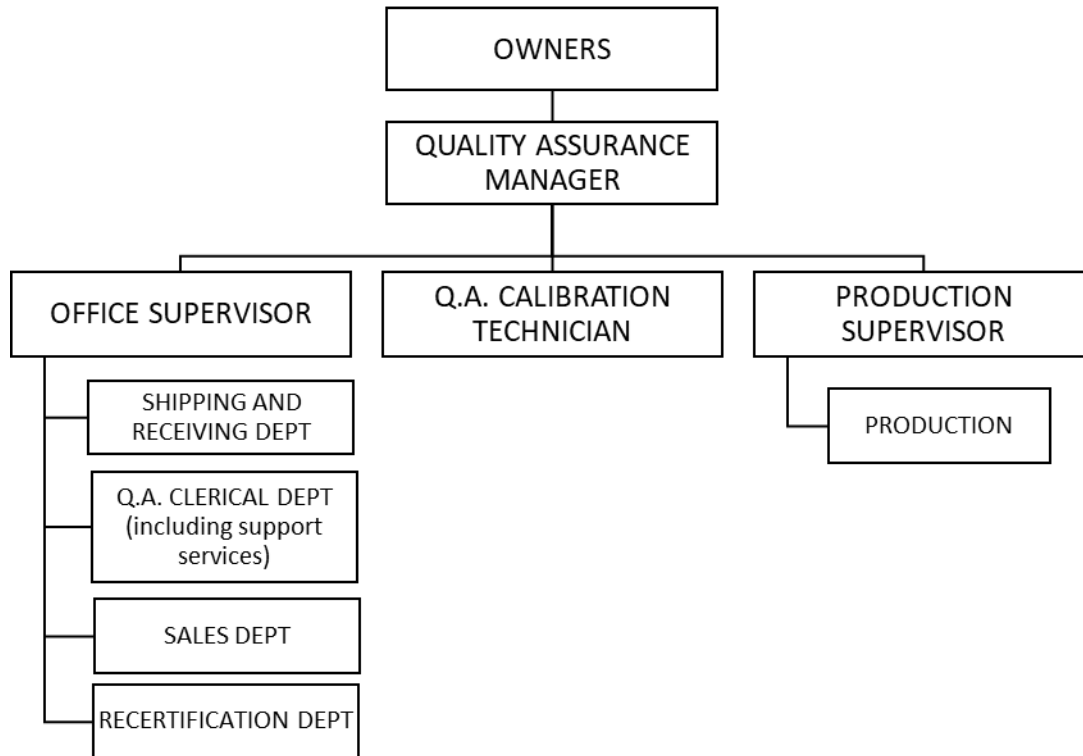 OWNERS
QUALITY ASSURANCE
MANAGER
OFFICE SUPERVISOR
Q.A. CALIBRATION
TECHNICIAN
PRODUCTION
SUPERVISOR
SHIPPING AND
RECEIVING DEPT
Q.A. CLERICAL DEPT
(including support
services)
SALES DEPT
RECERTIFICATION DEPT
PRODUCTION